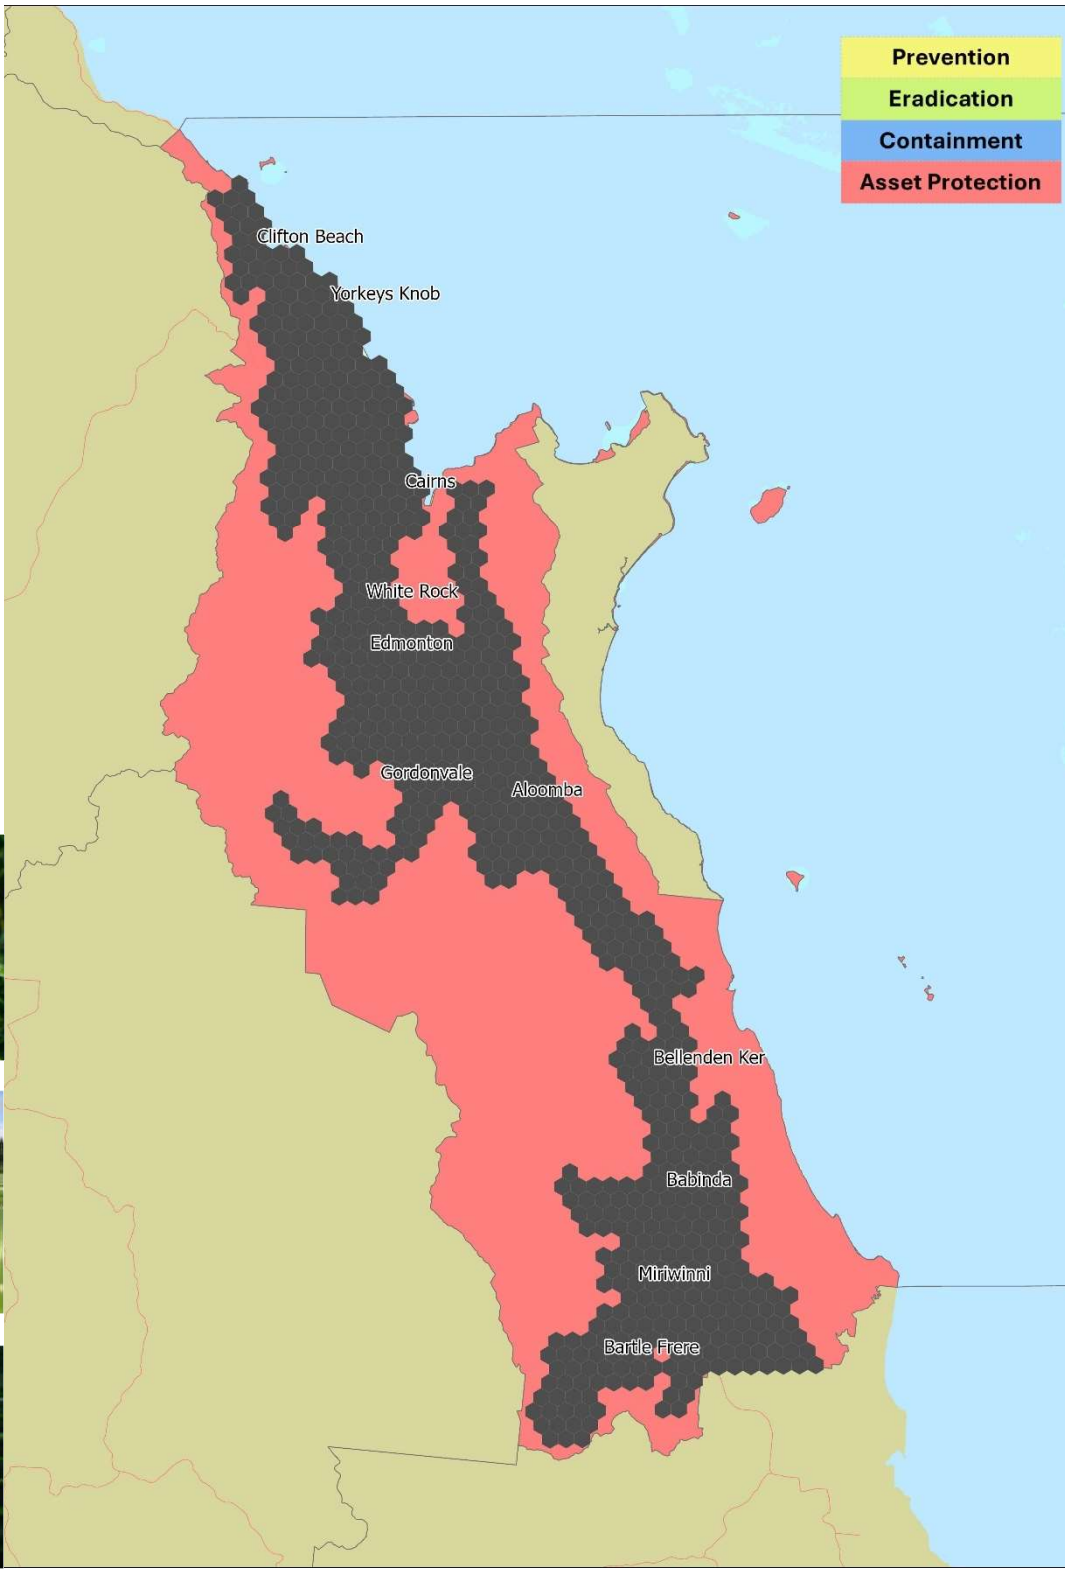 Prevention
Eradication
Containment
Asset Protection
Clifton Beach
Yorkeys Knob
Cairns
White Rock
Edmonton
Gordonvale
Aloomba
Bellenden Ker
Babinda
Miriwinni
Bartle Frere